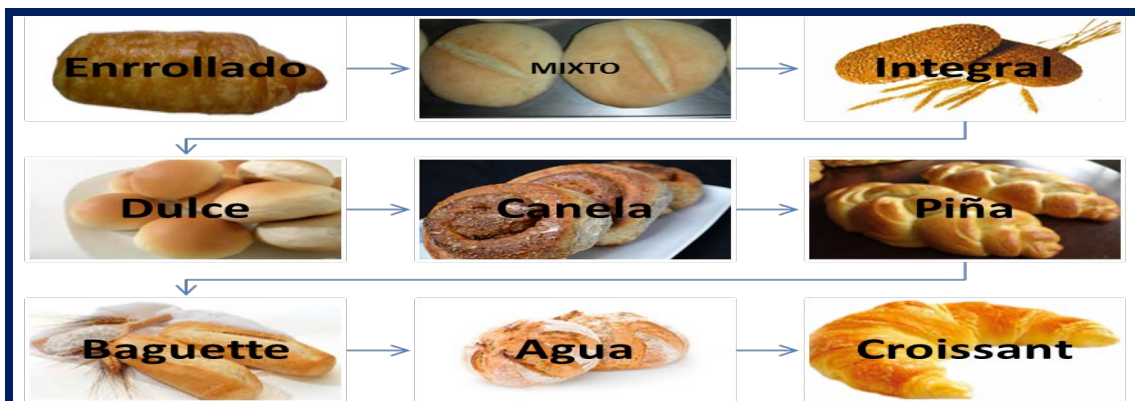 Enrrollado
MIXTO
Integral
Dulce
Canela
Piña
Baguette
Agua
Croissant